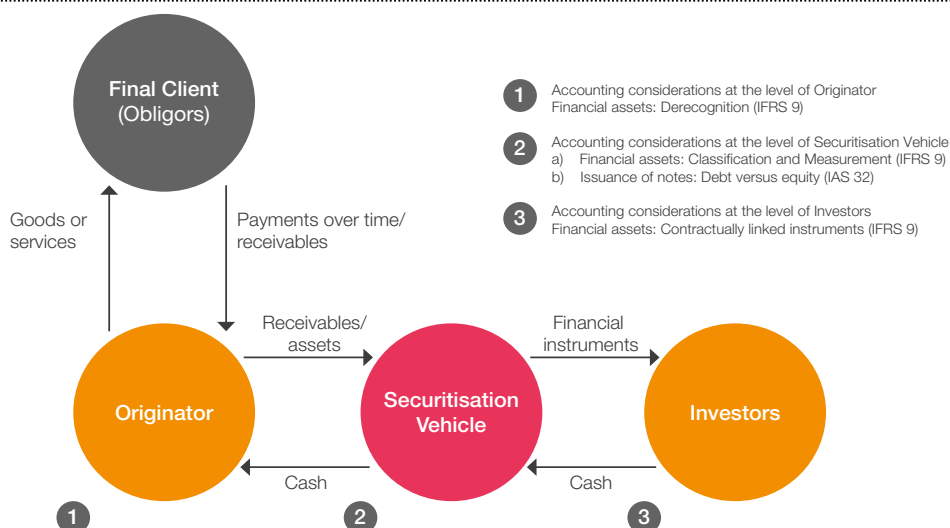 Final Client
(Obligors)
1
Accounting considerations at the level of Originator
Financial assets: Derecognition (IFRS 9)
2
Accounting considerations at the level of Securitisation Vehicle
a) Financial assets: Classification and Measurement (IFRS 9)
b) Issuance of notes: Debt versus equity (IAS 32)
3
Accounting considerations at the level of Investors
Financial assets: Contractually linked instruments (IFRS 9)
Goods or
services
Payments over time/
receivables
Receivables/
assets
Financial
instruments
Originator
Securitisation
Vehicle
Investors
Cash
Cash
1
2
3